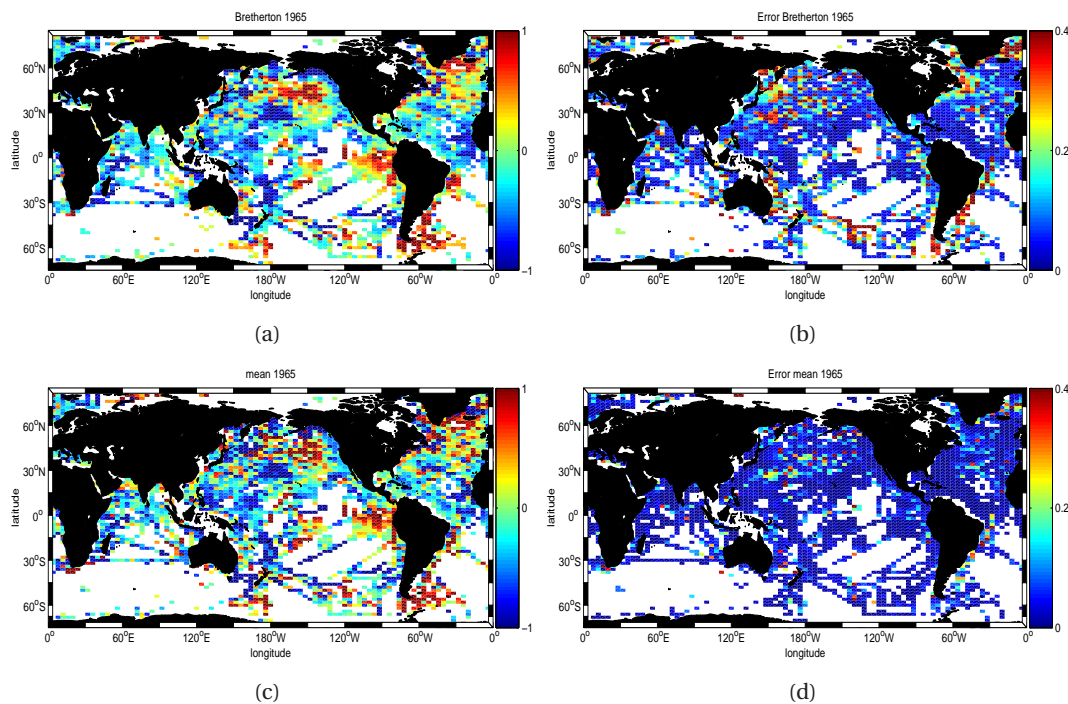 Bretherton 1965
latitude
60°N
30°N
0°
30°S
60°S
0° 60°E 120°E 180°W 120°W 60°W 0°
longitude
1
0
−1
(a)
Error Bretherton 1965
latitude
60°N
30°N
0°
30°S
60°S
0° 60°E 120°E 180°W 120°W 60°W 0°
longitude
0.4
0.2
0
(b)
mean 1965
latitude
60°N
30°N
0°
30°S
60°S
0° 60°E 120°E 180°W 120°W 60°W 0°
longitude
1
0
−1
(c)
Error mean 1965
latitude
60°N
30°N
0°
30°S
60°S
0° 60°E 120°E 180°W 120°W 60°W 0°
longitude
0.4
0.2
0
(d)